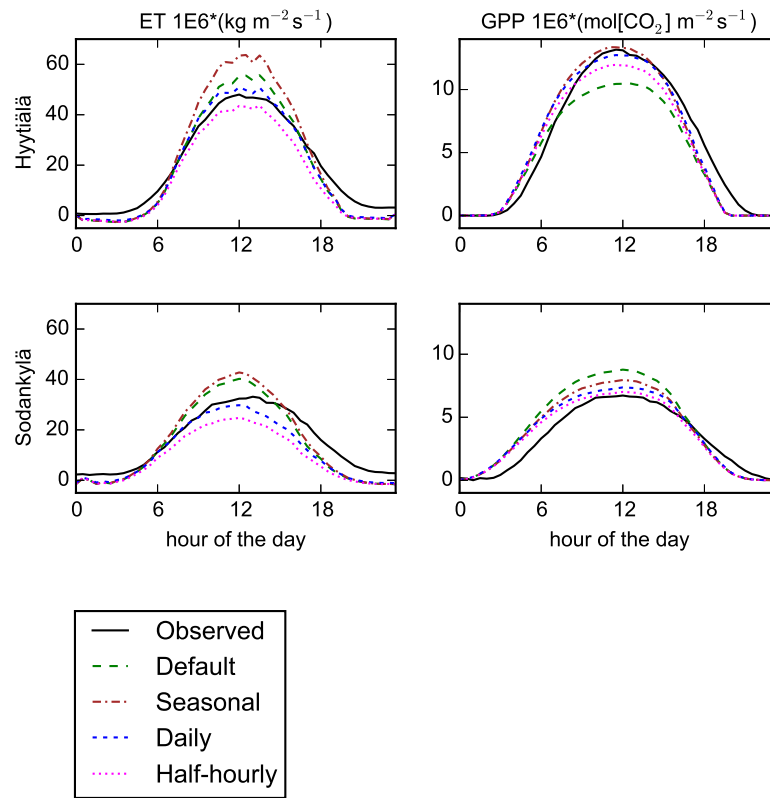 ET 1E6*(kg m⁻² s⁻¹)
GPP 1E6*(mol[CO₂] m⁻² s⁻¹)
Hyytiälä
60
40
20
0
0 6 12 18
10
5
0
0 6 12 18
Sodankylä
60
40
20
0
0 6 12 18
hour of the day
10
5
0
0 6 12 18
hour of the day
Observed
Default
Seasonal
Daily
Half-hourly